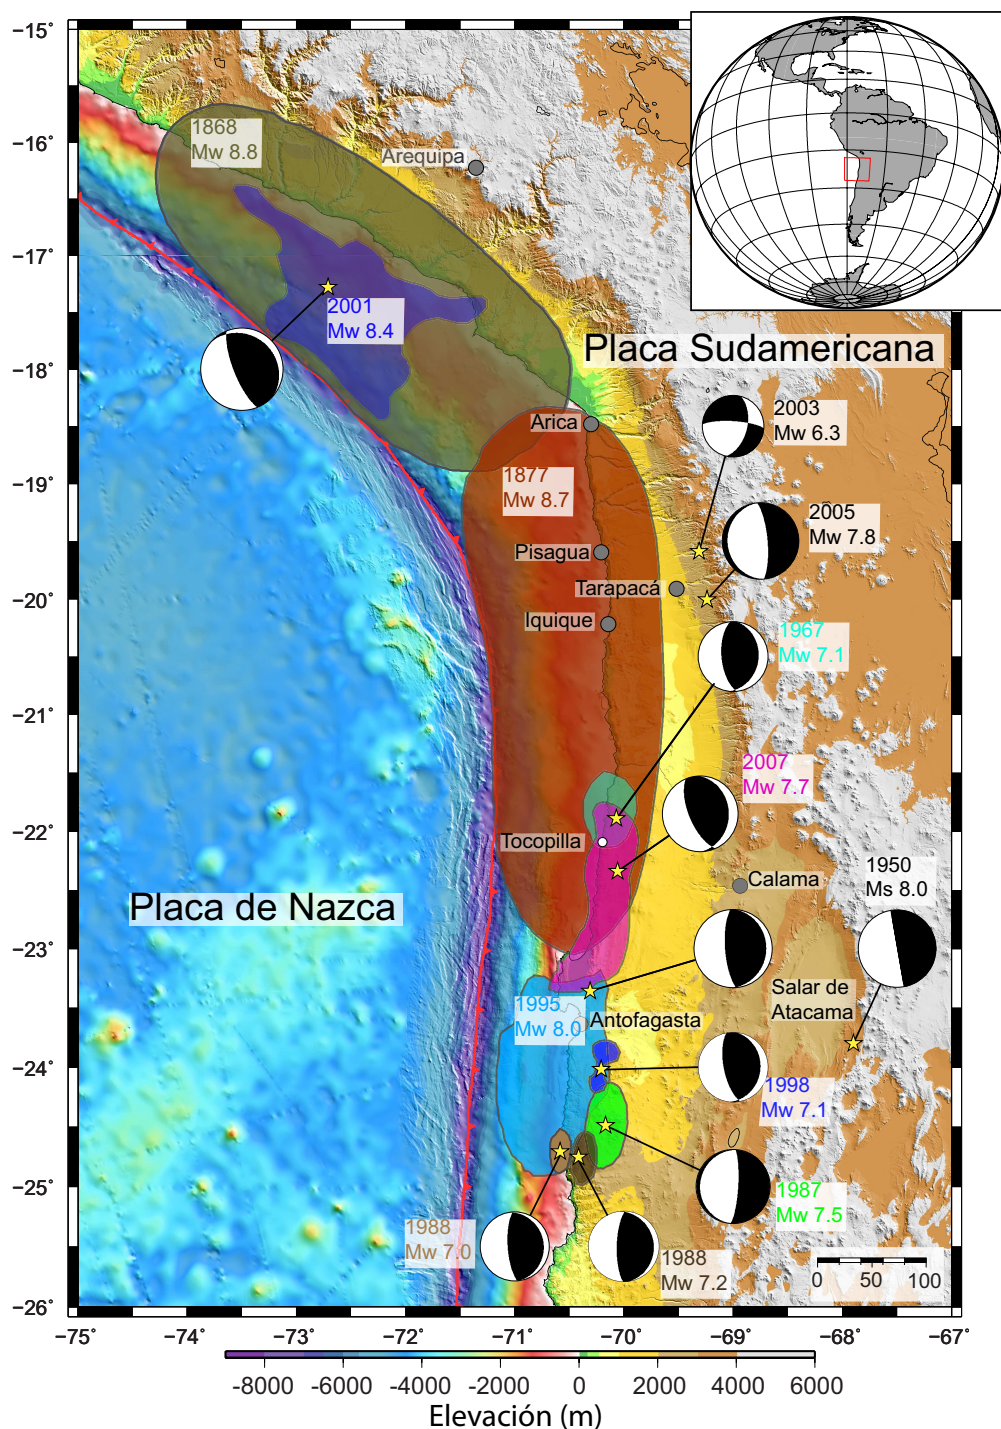 −15°
−16°
−17°
−18°
−19°
−20°
−21°
−22°
−23°
−24°
−25°
−26°
1868
Mw 8.8
Arequipa
2001
Mw 8.4
Placa Sudamericana
2003
Mw 6.3
Arica
1877
Mw 8.7
2005
Mw 7.8
Pisagua
Tarapacá
Iquique
1967
Mw 7.1
2007
Mw 7.7
Tocopilla
Calama
1950
Ms 8.0
Placa de Nazca
Salar de
Atacama
1995
Mw 8.0
Antofagasta
1998
Mw 7.1
1987
Mw 7.5
1988
Mw 7.0
1988
Mw 7.2
0 50 100
−75° −74° −73° −72° −71° −70° −69° −68° −67°
-8000 -6000 -4000 -2000 0 2000 4000 6000
Elevación (m)